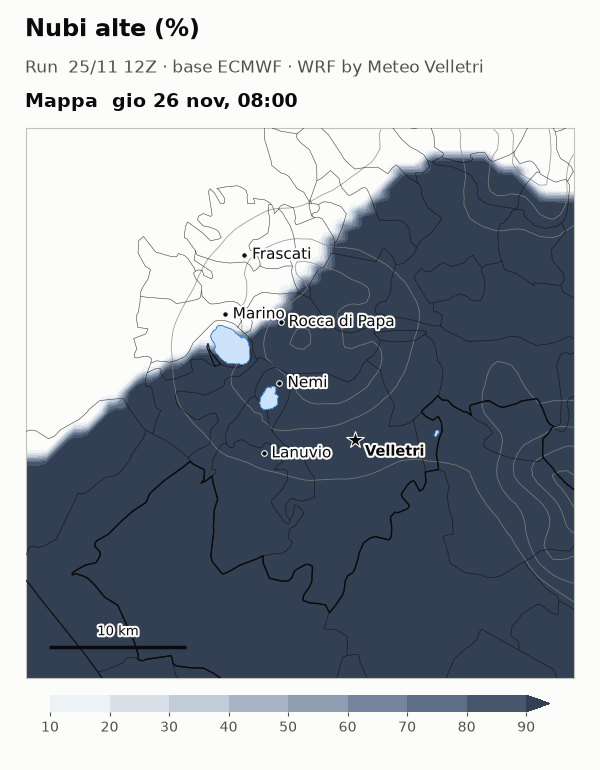 Nubi alte (%)
Run  25/11 12Z · base ECMWF · WRF by Meteo Velletri
Mappa  gio 26 nov, 08:00
Frascati
Marino
Rocca di Papa
Nemi
Lanuvio
Velletri
10 km
10 20 30 40 50 60 70 80 90